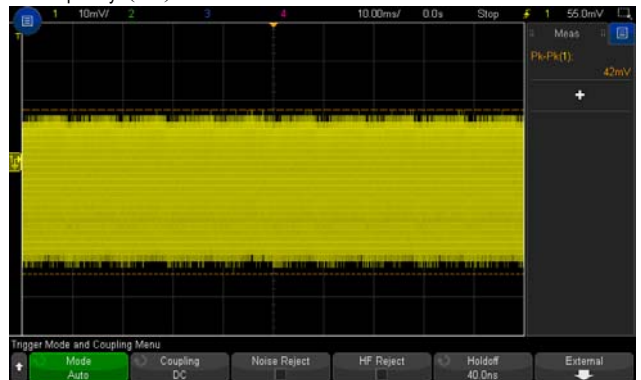 1 10mV/ 2 3 4 10.00ms/ 0.0s Stop 1 55.0mV
Meas
Pk-Pk(1):
42mV
Trigger Mode and Coupling Menu
Mode Coupling Noise Reject HF Reject Holdoff External
Auto DC 40.0ns